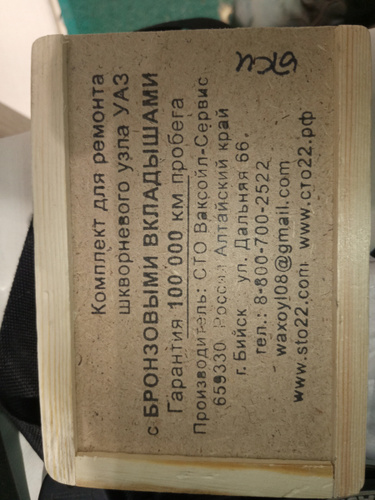 Комплект для ремонта
шкворневого узла УАЗ
с БРОНЗОВЫМИ ВКЛАДЫШАМИ
Гарантия 100 000 км пробега
Производитель: СТО Ваксойл-Сервис
659330 Россия Алтайский край
г. Бийск ул. Дальняя 66.
тел.: 8-800-700-2522
waxoyl08@gmail.com
www.sto22.com www.сто22.рф